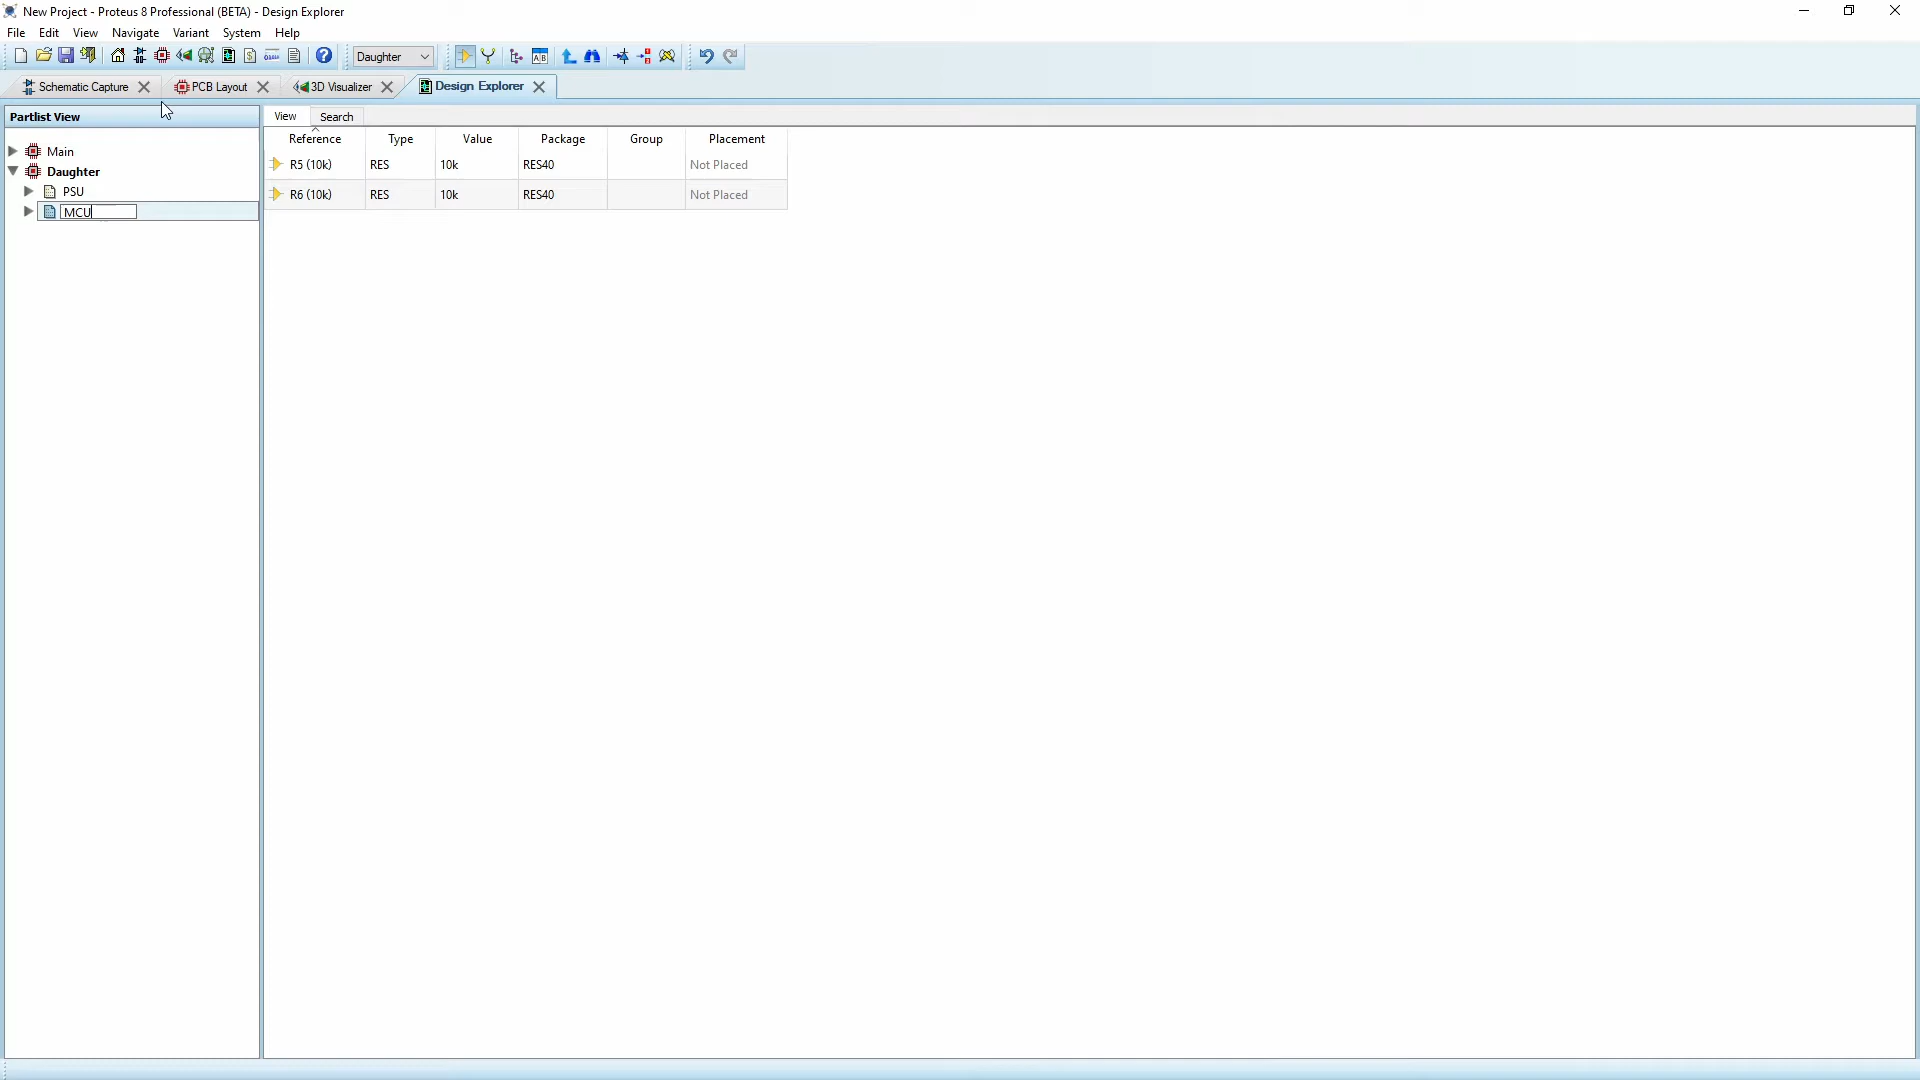 New Project - Proteus 8 Professional (BETA) - Design Explorer
File Edit View Navigate Variant System Help
Daughter
Schematic Capture PCB Layout 3D Visualizer Design Explorer
Partlist View
View Search
Reference Type Value Package Group Placement
Main
R5 (10k) RES 10k RES40 Not Placed
Daughter
PSU
R6 (10k) RES 10k RES40 Not Placed
MCU